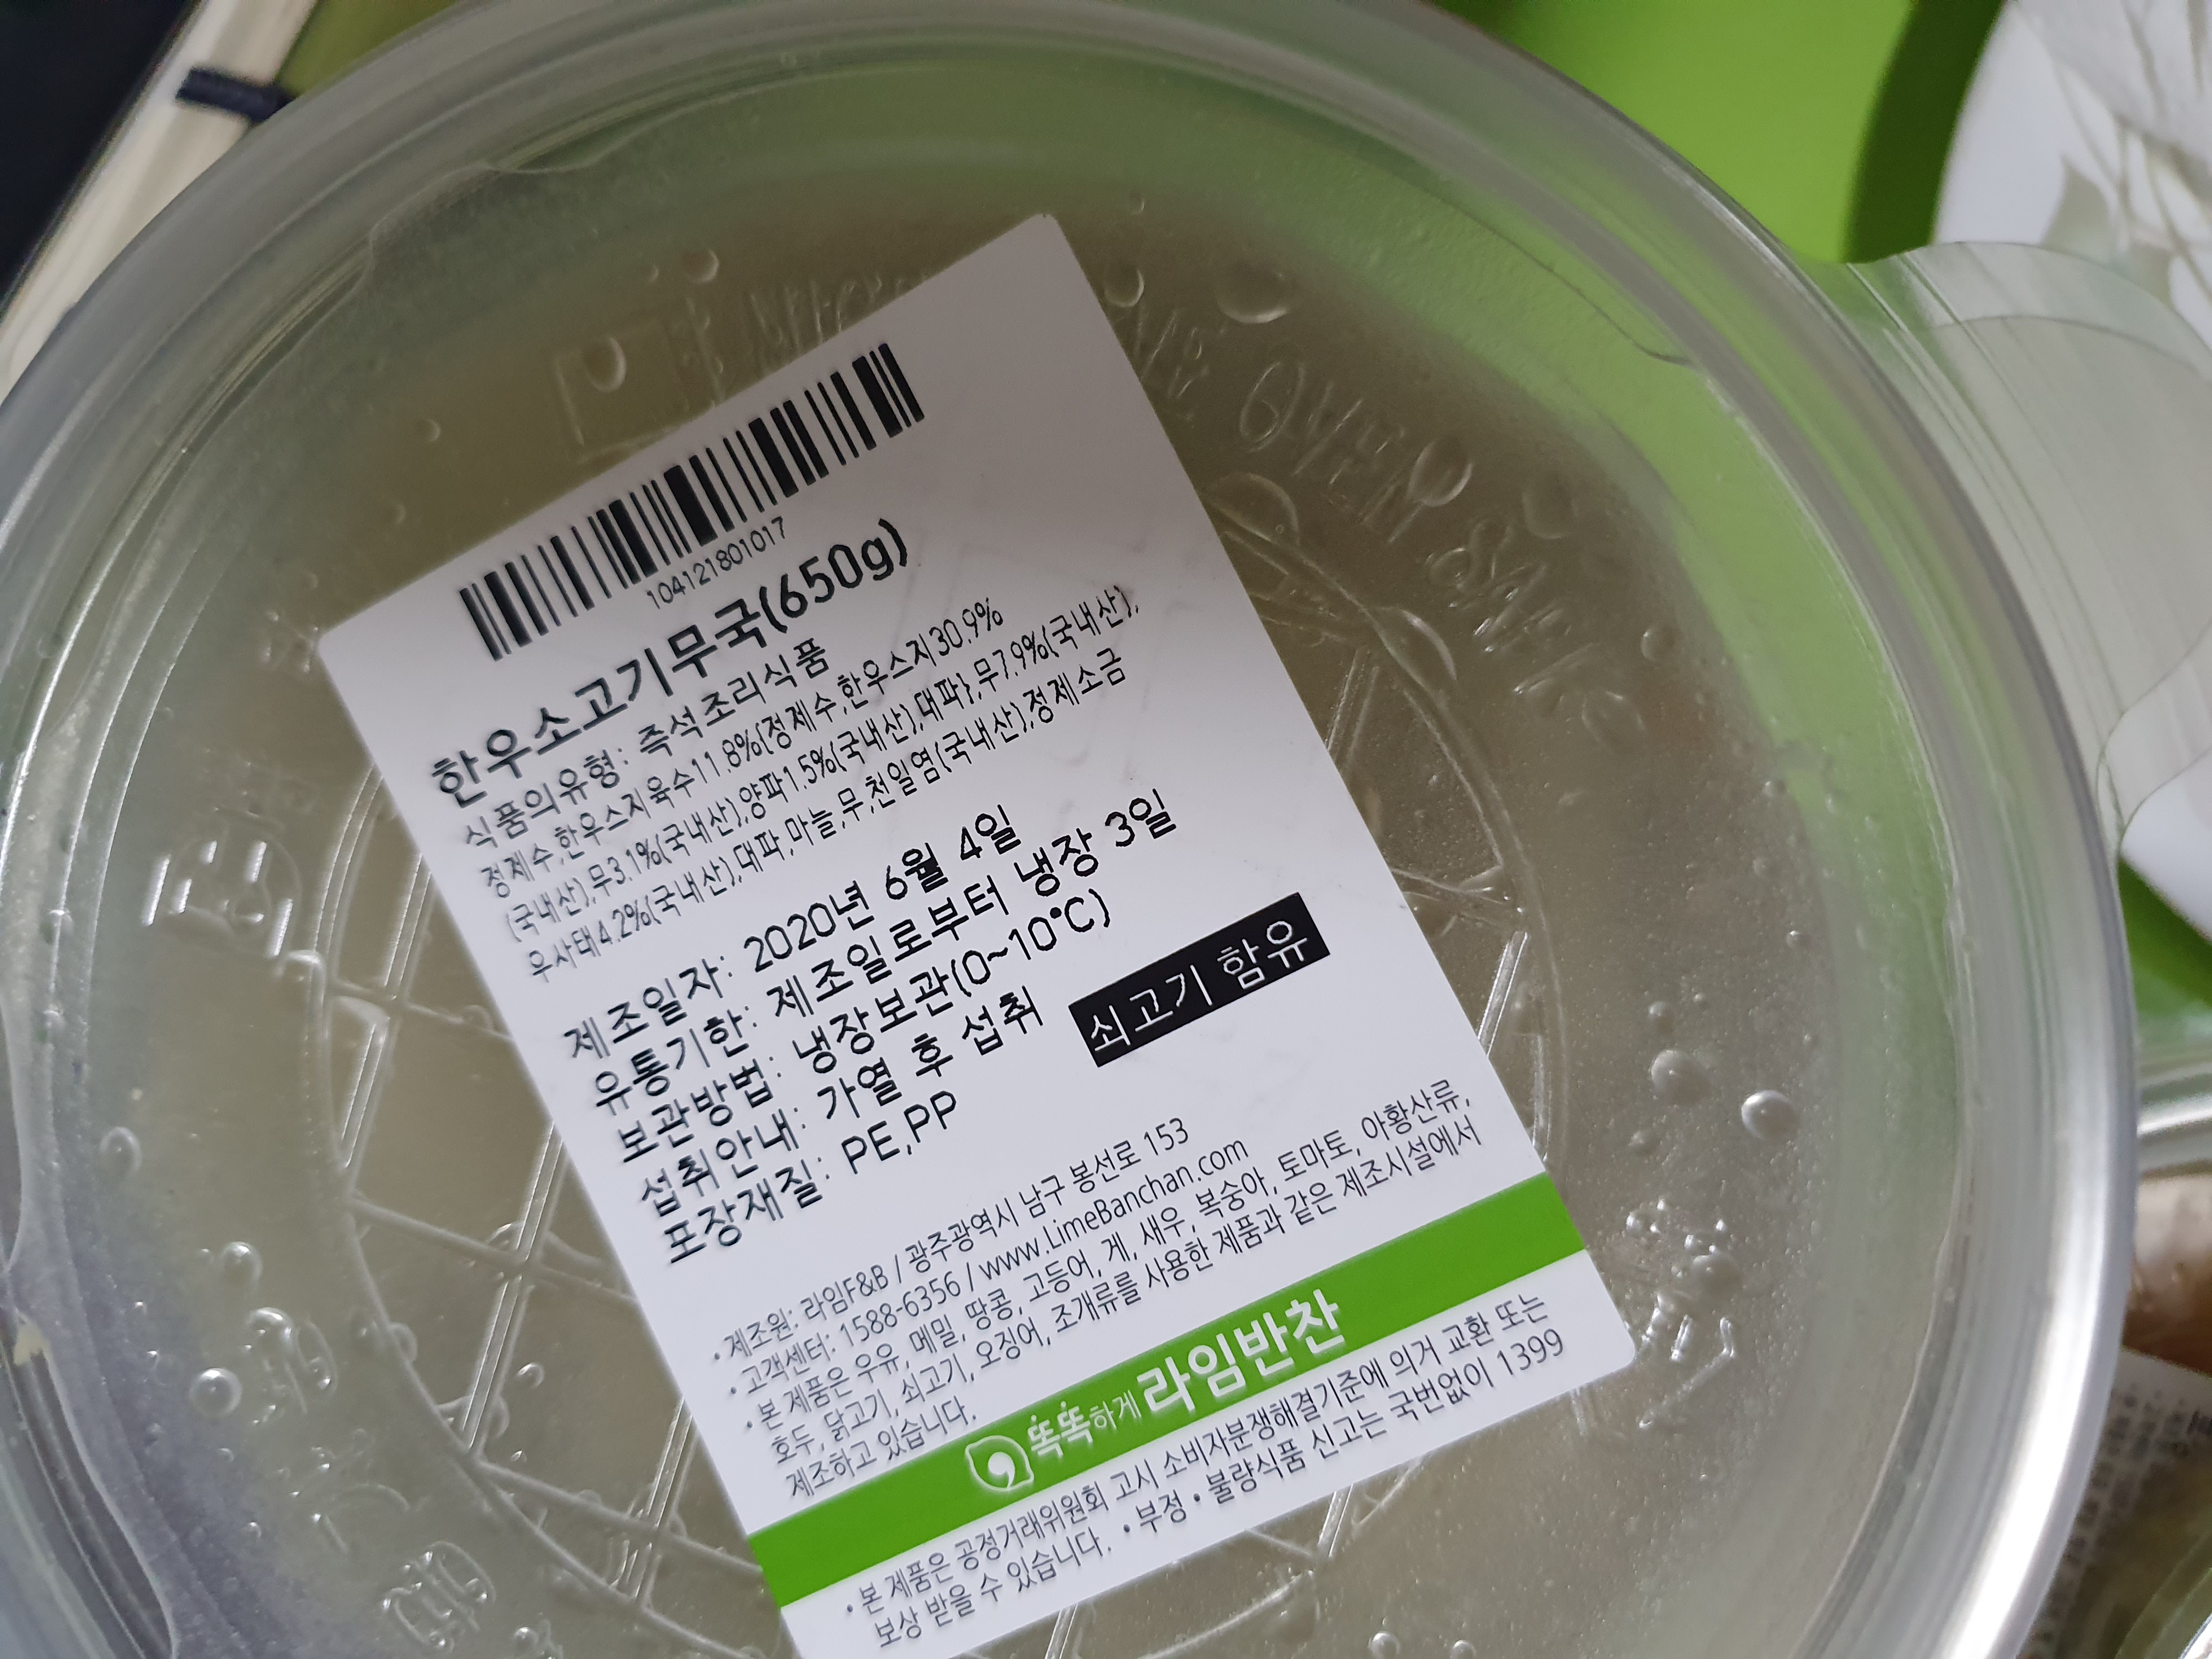 MICROWAVE OVEN SAFE
104121801017
한우소고기무국(650g)
식품의유형: 즉석조리식품
정제수,한우스지육수11.8%{정제수,한우스지30.9%
(국내산),무3.1%(국내산),양파1.5%(국내산),대파},무7.9%(국내산),
우사태4.2%(국내산),대파,마늘,무,천일염(국내산),정제소금
제조일자: 2020년 6월 4일
유통기한: 제조일로부터 냉장 3일
보관방법: 냉장보관(0~10°C)
섭취안내: 가열 후 섭취
쇠고기 함유
포장재질: PE,PP
• 제조원: 라임F&B / 광주광역시 남구 봉선로 153
• 고객센터: 1588-6356 / www.LimeBanchan.com
• 본 제품은 우유, 메밀, 땅콩, 고등어, 게, 새우, 복숭아, 토마토, 아황산류,
호두, 닭고기, 쇠고기, 오징어, 조개류를 사용한 제품과 같은 제조시설에서
제조하고 있습니다.
똑똑하게 라임반찬
• 본 제품은 공정거래위원회 고시 소비자분쟁해결기준에 의거 교환 또는
보상 받을 수 있습니다. • 부정 • 불량식품 신고는 국번없이 1399